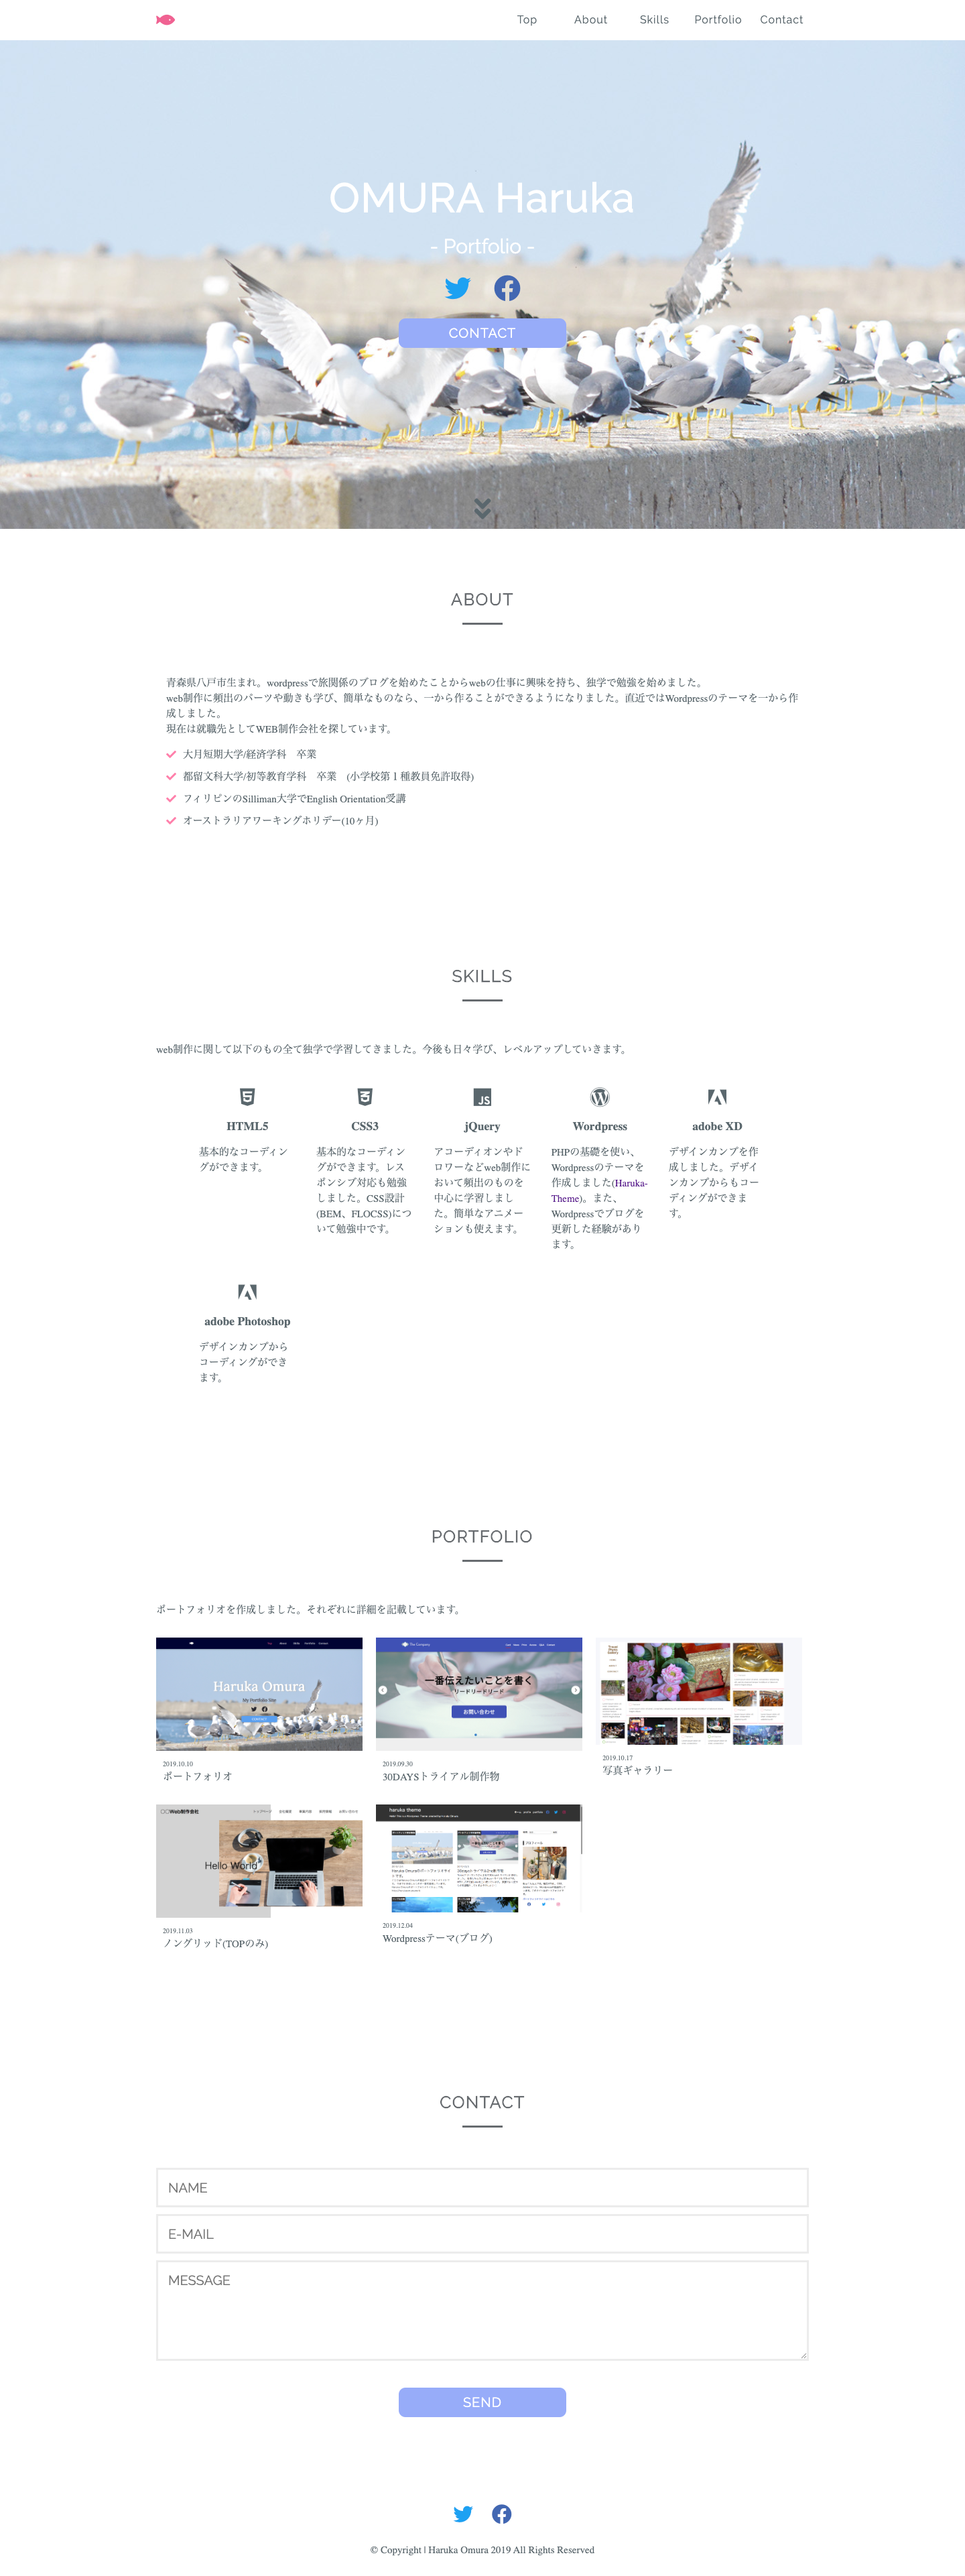 Top About Skills Portfolio Contact
OMURA Haruka
- Portfolio -
CONTACT
ABOUT
青森県八戸市生まれ。wordpressで旅関係のブログを始めたことからwebの仕事に興味を持ち、独学で勉強を始めました。
web制作に頻出のパーツや動きも学び、簡単なものなら、一から作ることができるようになりました。直近ではWordpressのテーマを一から作
成しました。
現在は就職先としてWEB制作会社を探しています。
大月短期大学/経済学科　卒業
都留文科大学/初等教育学科　卒業　(小学校第１種教員免許取得)
フィリピンのSilliman大学でEnglish Orientation受講
オーストラリアワーキングホリデー(10ヶ月)
SKILLS
web制作に関して以下のもの全て独学で学習してきました。今後も日々学び、レベルアップしていきます。
HTML5
基本的なコーディン
グができます。
CSS3
基本的なコーディン
グができます。レス
ポンシブ対応も勉強
しました。CSS設計
(BEM、FLOCSS)につ
いて勉強中です。
JS
jQuery
アコーディオンやド
ロワーなどweb制作に
おいて頻出のものを
中心に学習しまし
た。簡単なアニメー
ションも使えます。
Wordpress
PHPの基礎を使い、
Wordpressのテーマを
作成しました(Haruka-
Theme)。また、
Wordpressでブログを
更新した経験があり
ます。
adobe XD
デザインカンプを作
成しました。デザイ
ンカンプからもコー
ディングができま
す。
adobe Photoshop
デザインカンプから
コーディングができ
ます。
PORTFOLIO
ポートフォリオを作成しました。それぞれに詳細を記載しています。
Haruka Omura
My Portfolio Site
2019.10.10
ポートフォリオ
The Company
一番伝えたいことを書く
リードリードリード
お問い合わせ
2019.09.30
30DAYSトライアル制作物
2019.10.17
写真ギャラリー
〇〇Web制作会社
Hello World
2019.11.03
ノングリッド(TOPのみ)
haruka theme
2019.12.04
Wordpressテーマ(ブログ)
CONTACT
NAME
E-MAIL
MESSAGE
SEND
© Copyright | Haruka Omura 2019 All Rights Reserved